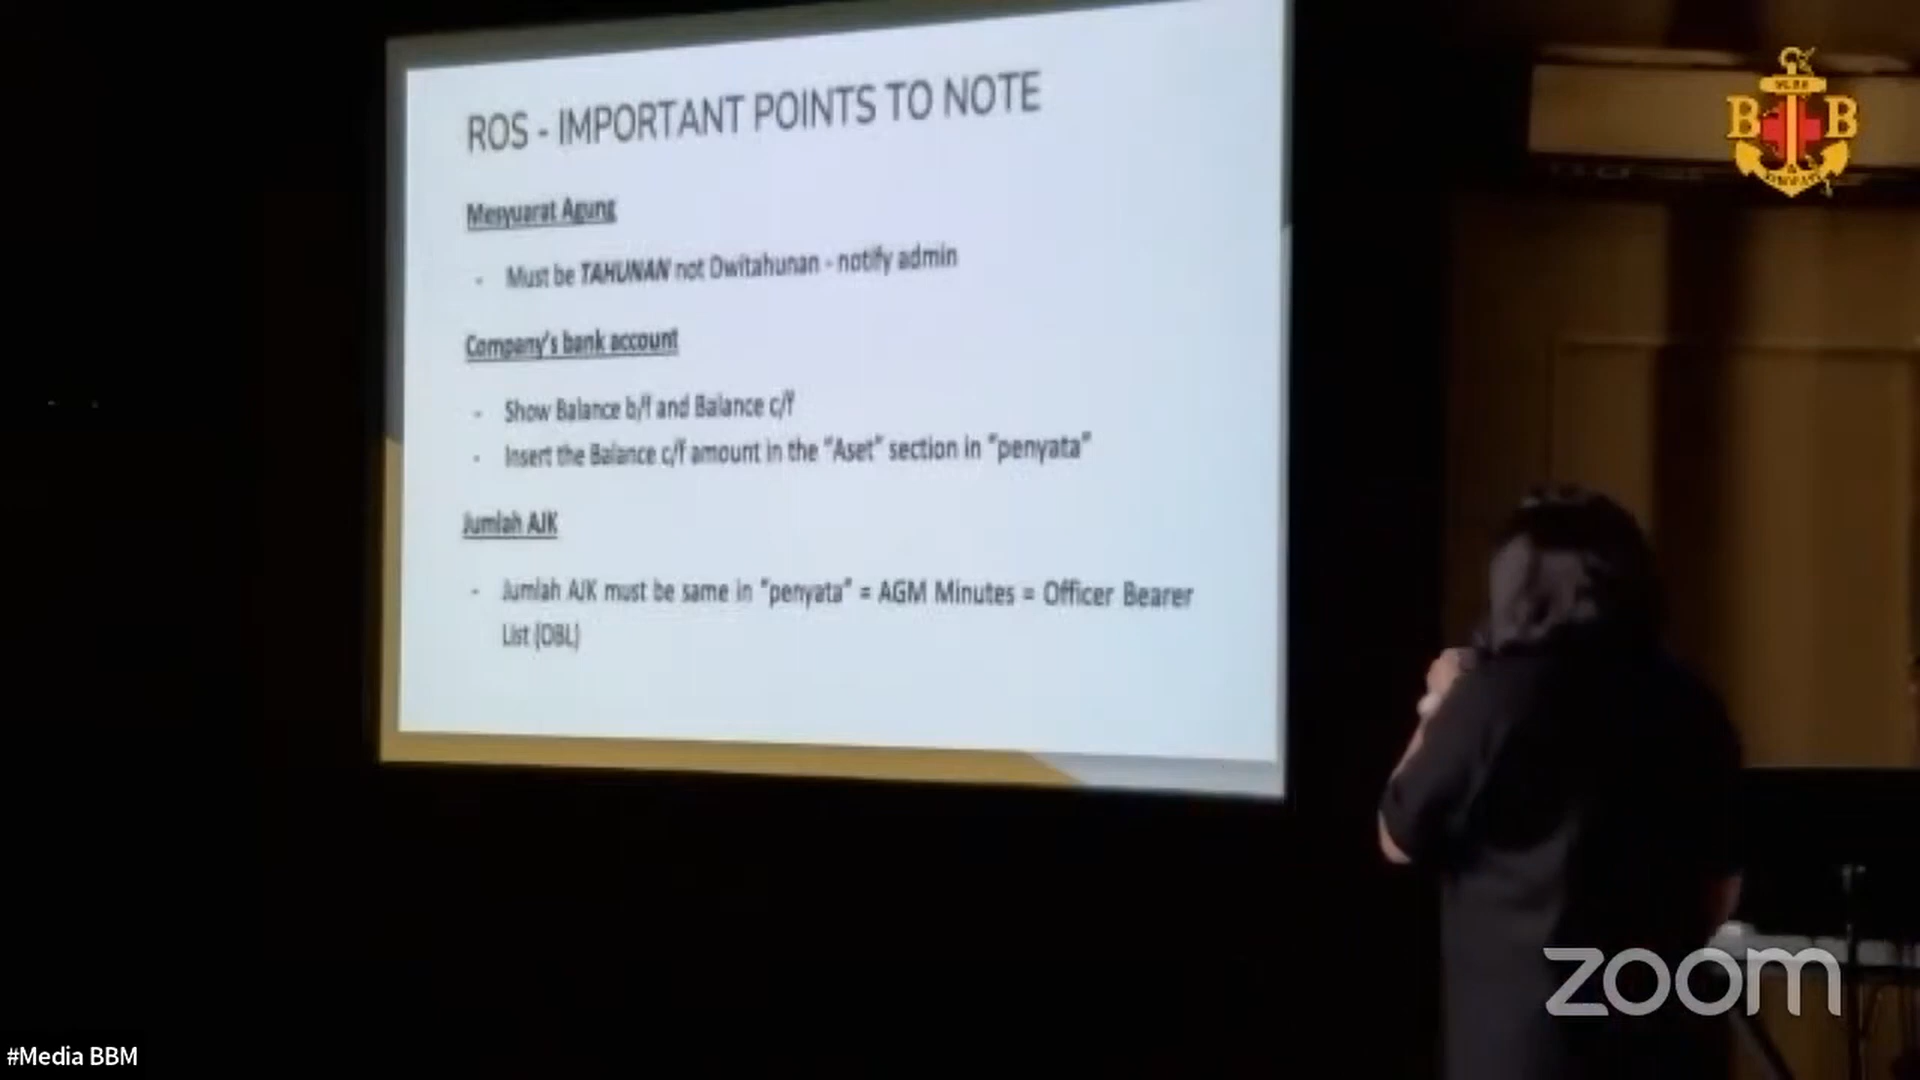 ROS - IMPORTANT POINTS TO NOTE
Mesyuarat Agung
- Must be TAHUNAN not Dwitahunan - notify admin
Company's bank account
- Show Balance b/f and Balance c/f
- Insert the Balance c/f amount in the "Aset" section in "penyata"
Jumlah AJK
- Jumlah AJK must be same in "penyata" = AGM Minutes = Officer Bearer
List (OBL)
B B
zoom
#Media BBM